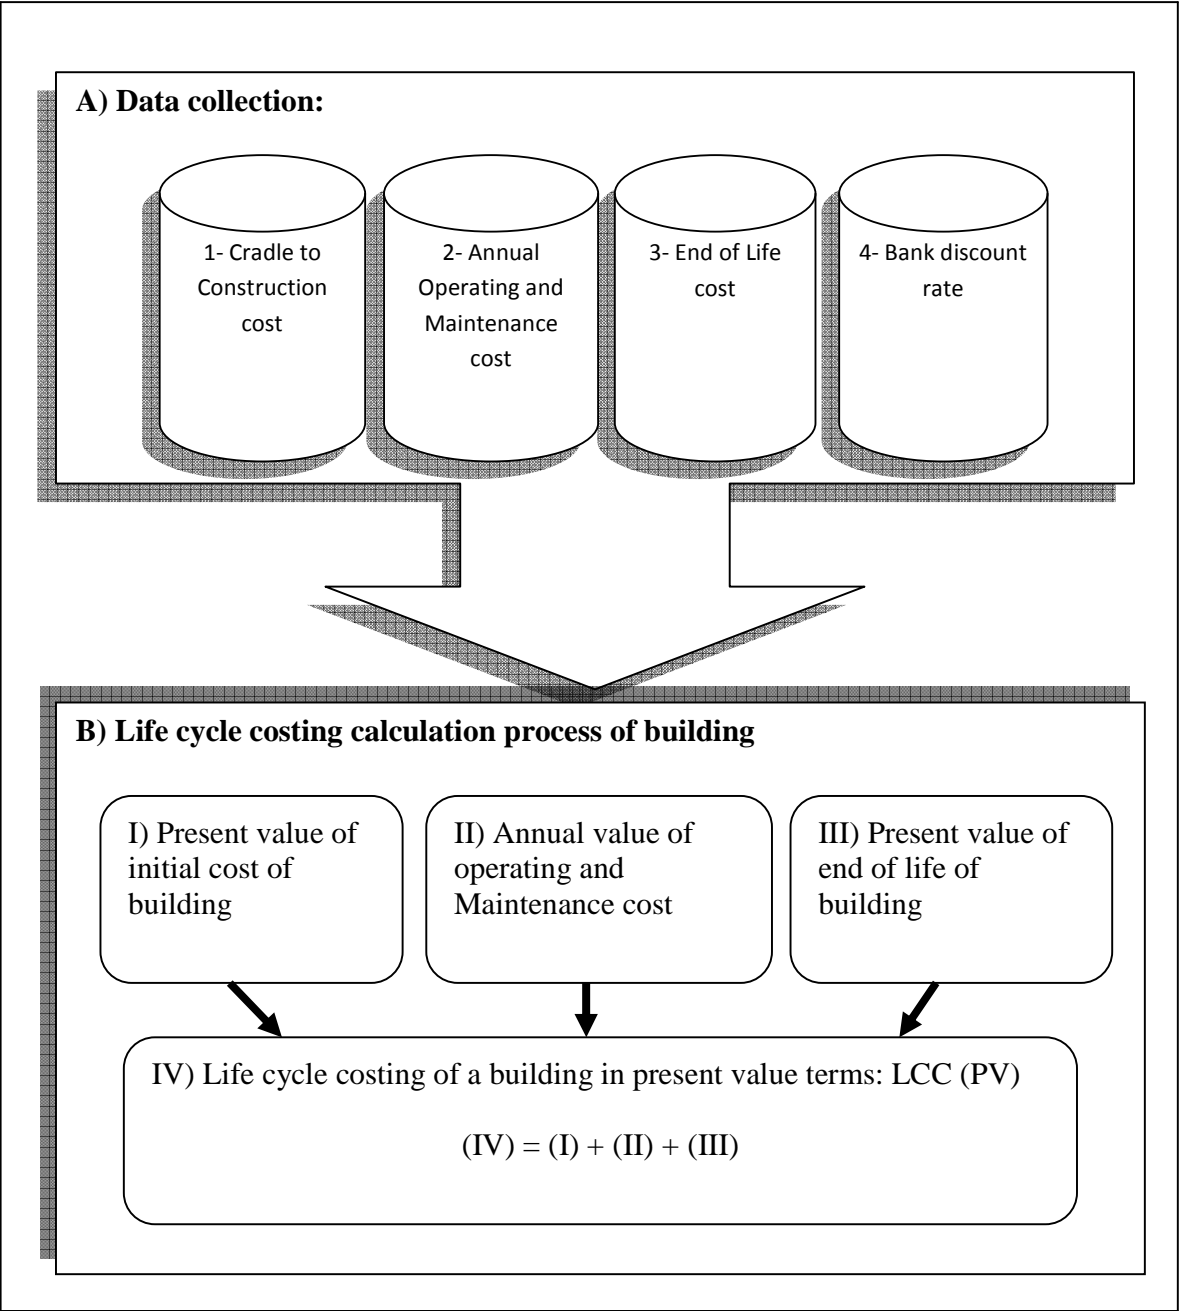 A) Data collection:
1- Cradle to
Construction
cost
2- Annual
Operating and
Maintenance
cost
3- End of Life
cost
4- Bank discount
rate
B) Life cycle costing calculation process of building
I) Present value of
initial cost of
building
II) Annual value of
operating and
Maintenance cost
III) Present value of
end of life of
building
IV) Life cycle costing of a building in present value terms: LCC (PV)
(IV) = (I) + (II) + (III)